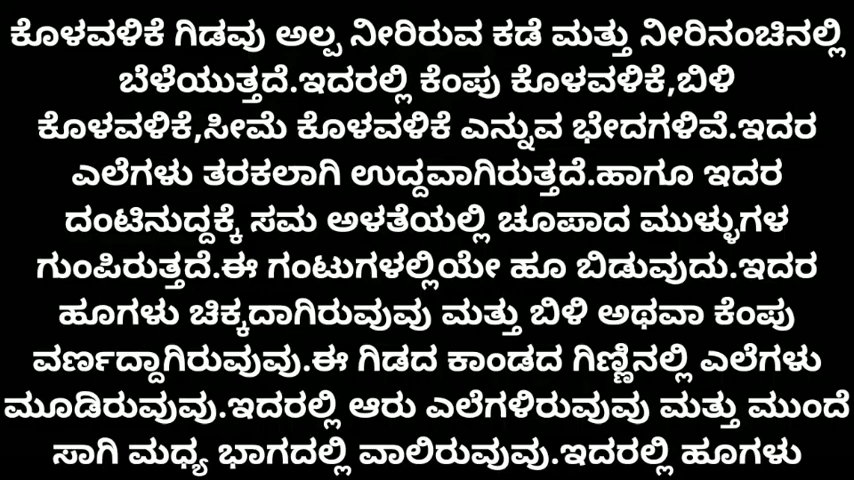 ಕೊಳವಳಿಕೆ ಗಿಡವು ಅಲ್ಪ ನೀರಿರುವ ಕಡೆ ಮತ್ತು ನೀರಿನಂಚಿನಲ್ಲಿ
ಬೆಳೆಯುತ್ತದೆ.ಇದರಲ್ಲಿ ಕೆಂಪು ಕೊಳವಳಿಕೆ,ಬಿಳಿ
ಕೊಳವಳಿಕೆ,ಸೀಮೆ ಕೊಳವಳಿಕೆ ಎನ್ನುವ ಭೇದಗಳಿವೆ.ಇದರ
ಎಲೆಗಳು ತರಕಲಾಗಿ ಉದ್ದವಾಗಿರುತ್ತದೆ.ಹಾಗೂ ಇದರ
ದಂಟಿನುದ್ದಕ್ಕೆ ಸಮ ಅಳತೆಯಲ್ಲಿ ಚೂಪಾದ ಮುಳ್ಳುಗಳ
ಗುಂಪಿರುತ್ತದೆ.ಈ ಗಂಟುಗಳಲ್ಲಿಯೇ ಹೂ ಬಿಡುವುದು.ಇದರ
ಹೂಗಳು ಚಿಕ್ಕದಾಗಿರುವುವು ಮತ್ತು ಬಿಳಿ ಅಥವಾ ಕೆಂಪು
ವರ್ಣದ್ದಾಗಿರುವುವು.ಈ ಗಿಡದ ಕಾಂಡದ ಗಿಣ್ಣಿನಲ್ಲಿ ಎಲೆಗಳು
ಮೂಡಿರುವುವು.ಇದರಲ್ಲಿ ಆರು ಎಲೆಗಳಿರುವುವು ಮತ್ತು ಮುಂದೆ
ಸಾಗಿ ಮಧ್ಯ ಭಾಗದಲ್ಲಿ ವಾಲಿರುವುವು.ಇದರಲ್ಲಿ ಹೂಗಳು